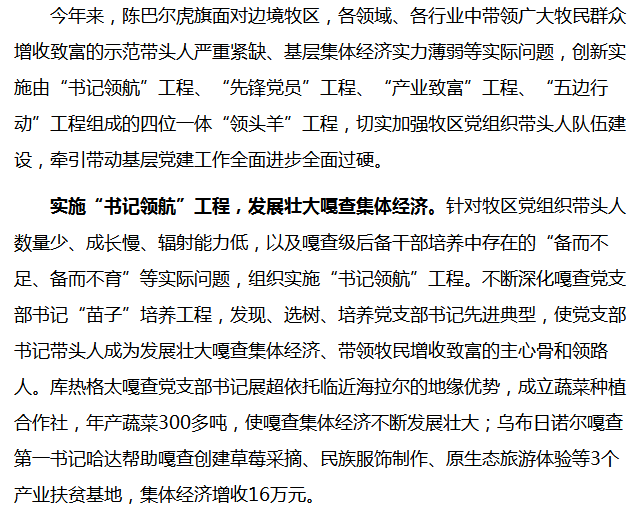 今年来，陈巴尔虎旗面对边境牧区，各领域、各行业中带领广大牧民群众
增收致富的示范带头人严重紧缺、基层集体经济实力薄弱等实际问题，创新实
施由“书记领航”工程、“先锋党员”工程、“产业致富”工程、“五边行
动”工程组成的四位一体“领头羊”工程，切实加强牧区党组织带头人队伍建
设，牵引带动基层党建工作全面进步全面过硬。
实施“书记领航”工程，发展壮大嘎查集体经济。针对牧区党组织带头人
数量少、成长慢、辐射能力低，以及嘎查级后备干部培养中存在的“备而不
足、备而不育”等实际问题，组织实施“书记领航”工程。不断深化嘎查党支
部书记“苗子”培养工程，发现、选树、培养党支部书记先进典型，使党支部
书记带头人成为发展壮大嘎查集体经济、带领牧民增收致富的主心骨和领路
人。库热格太嘎查党支部书记展超依托临近海拉尔的地缘优势，成立蔬菜种植
合作社，年产蔬菜300多吨，使嘎查集体经济不断发展壮大；乌布日诺尔嘎查
第一书记哈达帮助嘎查创建草莓采摘、民族服饰制作、原生态旅游体验等3个
产业扶贫基地，集体经济增收16万元。